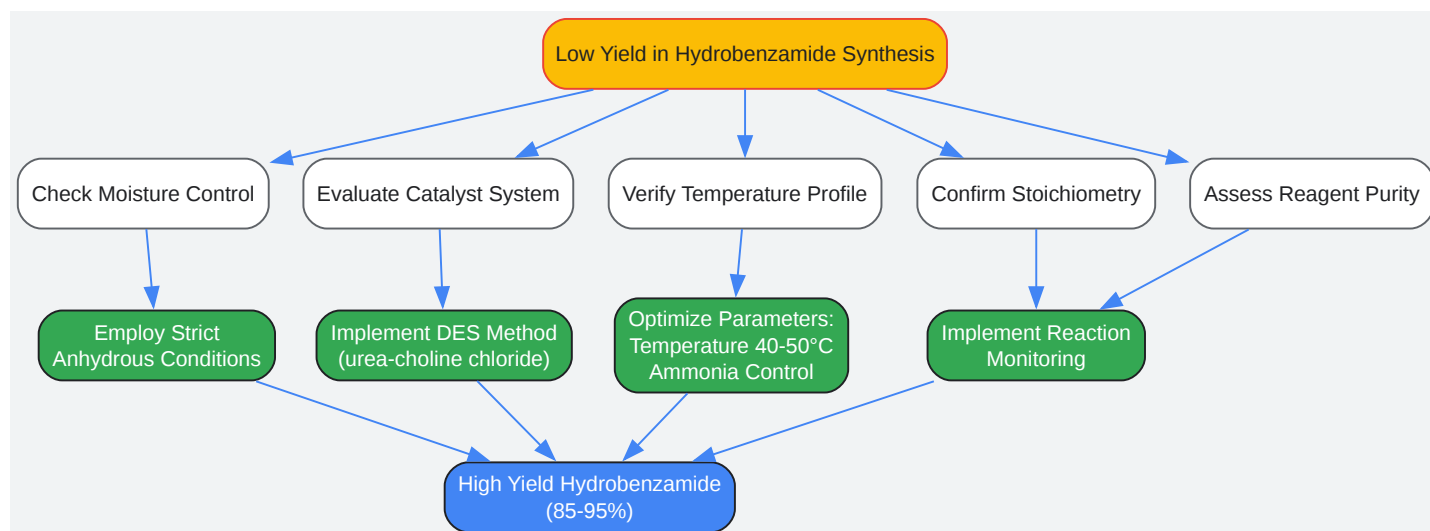 Low Yield in Hydrobenzamide Synthesis
Check Moisture Control
Evaluate Catalyst System
Verify Temperature Profile
Confirm Stoichiometry
Assess Reagent Purity
Employ Strict
Anhydrous Conditions
Implement DES Method
(urea-choline chloride)
Optimize Parameters:
Temperature 40-50°C
Ammonia Control
Implement Reaction
Monitoring
High Yield Hydrobenzamide
(85-95%)